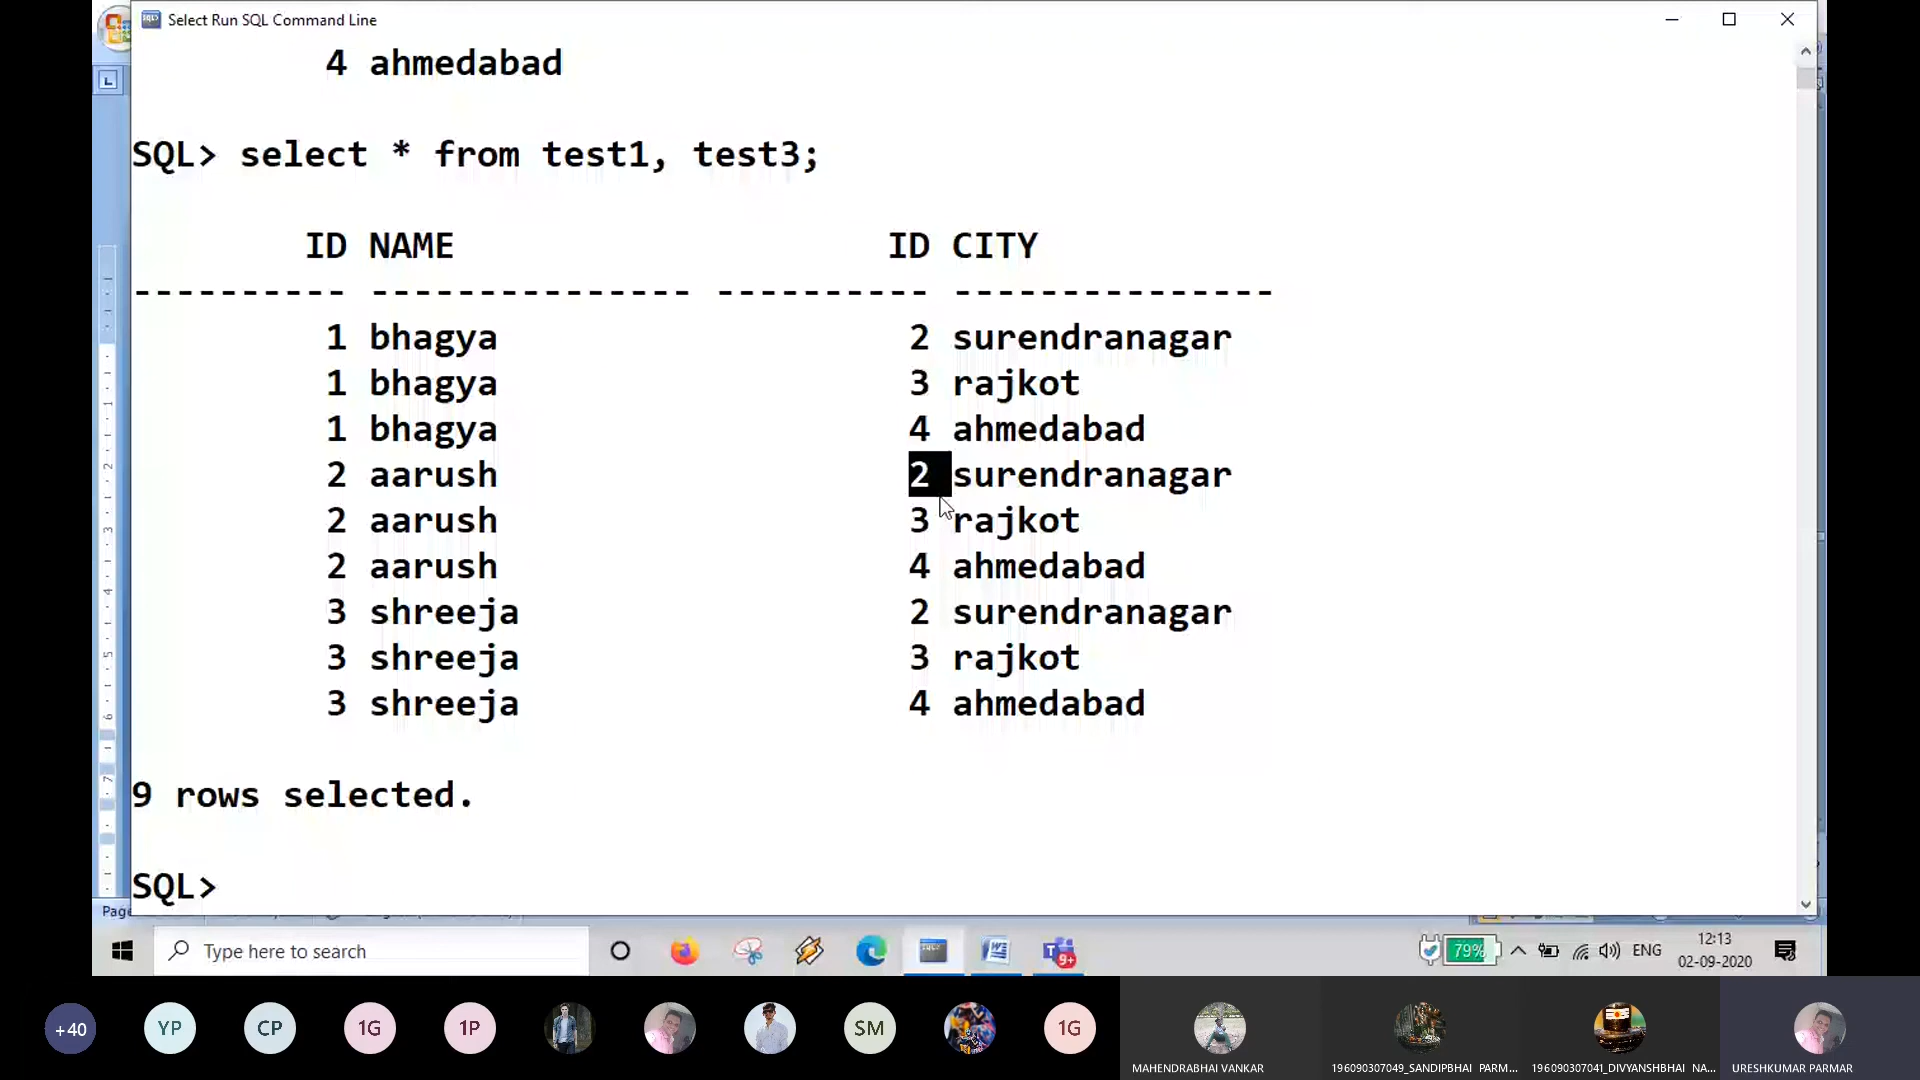 Select Run SQL Command Line
4 ahmedabad
SQL> select * from test1, test3;
ID NAME ID CITY
---------- --------------- ---------- ---------------
1 bhagya 2 surendranagar
1 bhagya 3 rajkot
1 bhagya 4 ahmedabad
2 aarush 2 surendranagar
2 aarush 3 rajkot
2 aarush 4 ahmedabad
3 shreeja 2 surendranagar
3 shreeja 3 rajkot
3 shreeja 4 ahmedabad
9 rows selected.
SQL>
Page
Type here to search
79%
ENG
12:13
02-09-2020
9+
+40
YP
CP
1G
1P
SM
1G
MAHENDRABHAI VANKAR
196090307049_SANDIPBHAI PARM...
196090307041_DIVYANSHBHAI NA...
URESHKUMAR PARMAR